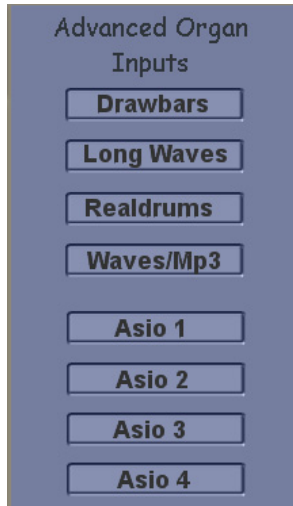 Advanced Organ
Inputs
Drawbars
Long Waves
Realdrums
Waves/Mp3
Asio 1
Asio 2
Asio 3
Asio 4